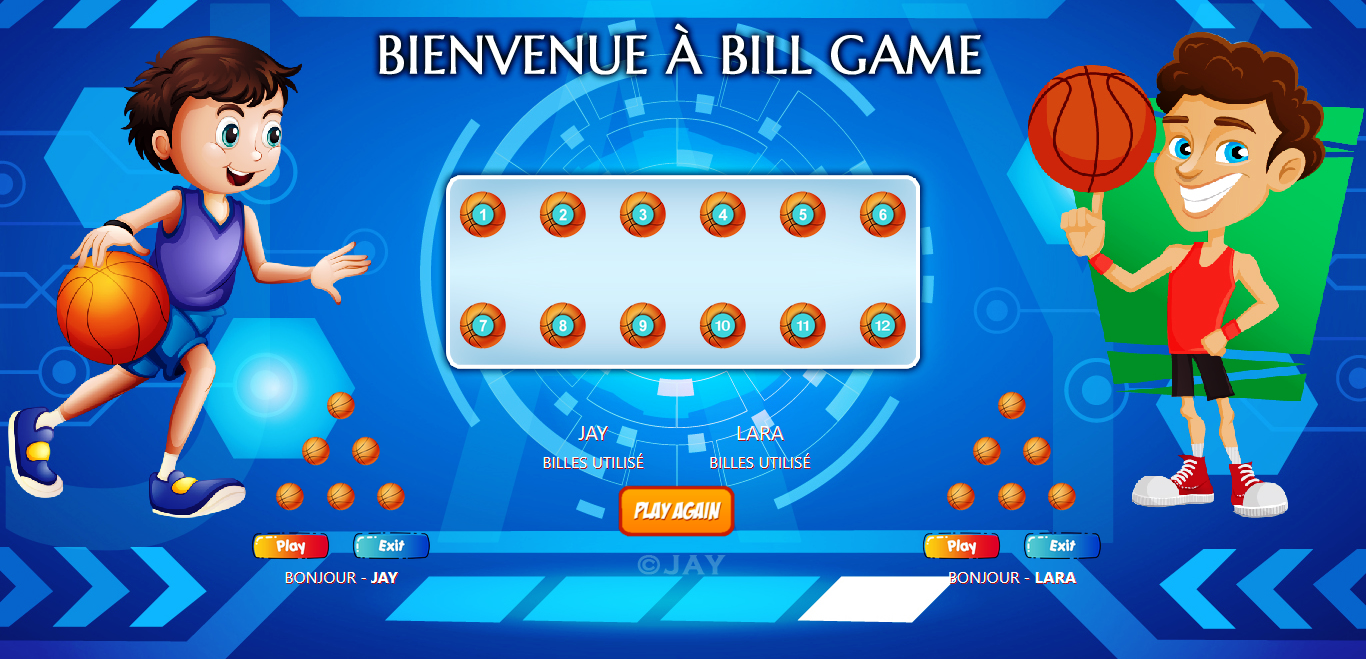 BIENVENUE À BILL GAME
1 2 3 4 5 6
7 8 9 10 11 12
JAY LARA
BILLES UTILISÉ BILLES UTILISÉ
PLAY AGAIN
Play Exit Play Exit
©JAY
BONJOUR - JAY BONJOUR - LARA